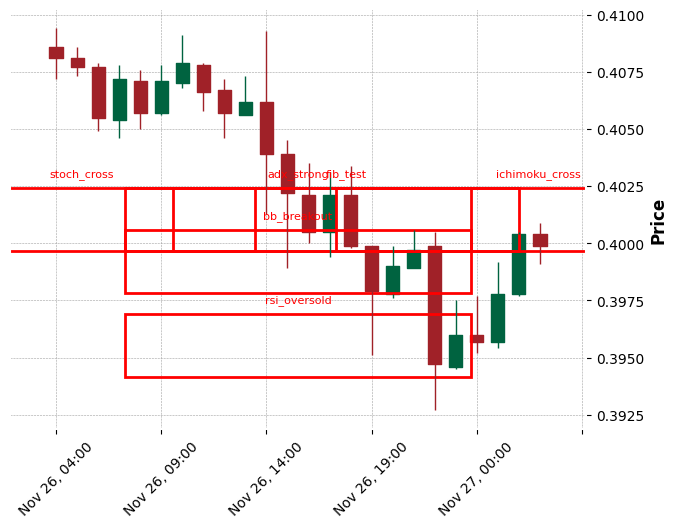 0.4100
0.4075
0.4050
stoch_cross
fib_test
ichimoku_cross
0.4025
0.4000
Price
rsi_oversold
0.3975
0.3950
0.3925
Nov 26, 04:00
Nov 26, 09:00
Nov 26, 14:00
Nov 26, 19:00
Nov 27, 00:00